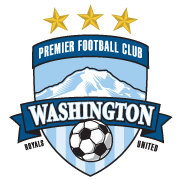 PREMIER FOOTBALL CLUB
WASHINGTON
ROYALS UNITED